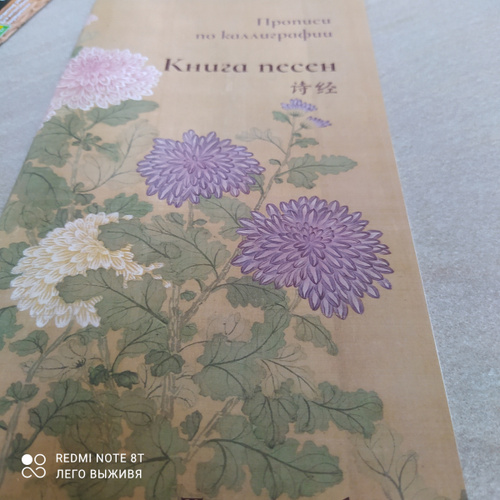 Прописи
по каллиграфии
Книга песен
诗经
REDMI NOTE 8T
ЛЕГО ВЫЖИВЯ